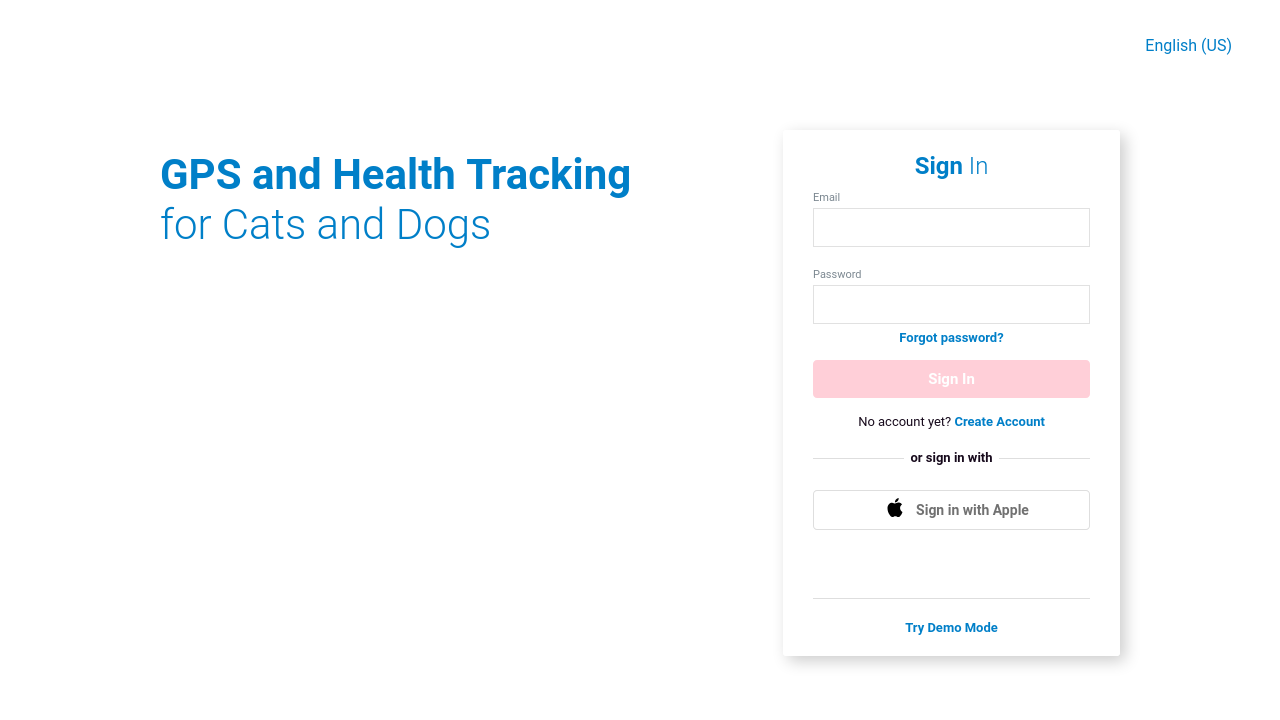 English (US)
GPS and Health Tracking
for Cats and Dogs
Sign In
Email
Password
Forgot password?
Sign In
No account yet? Create Account
or sign in with
Sign in with Apple
Try Demo Mode